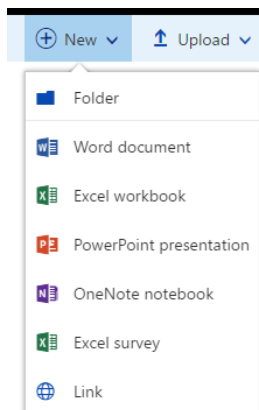 New Upload
Folder
Word document
Excel workbook
PowerPoint presentation
OneNote notebook
Excel survey
Link